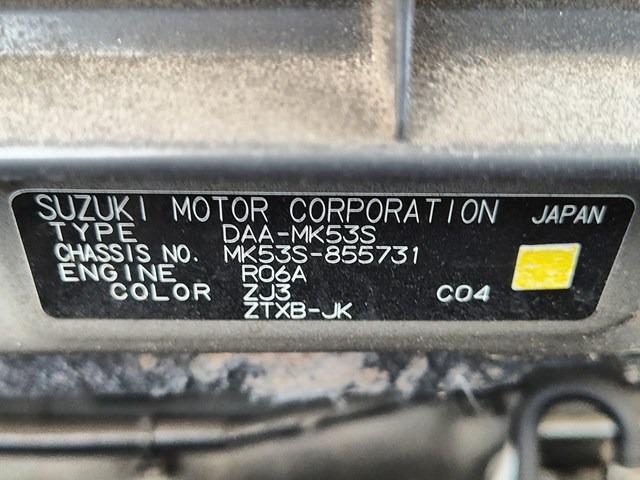 SUZUKI MOTOR CORPORATION JAPAN
TYPE DAA-MK53S
CHASSIS NO. MK53S-855731
ENGINE R06A
COLOR ZJ3 C04
ZTXB-JK